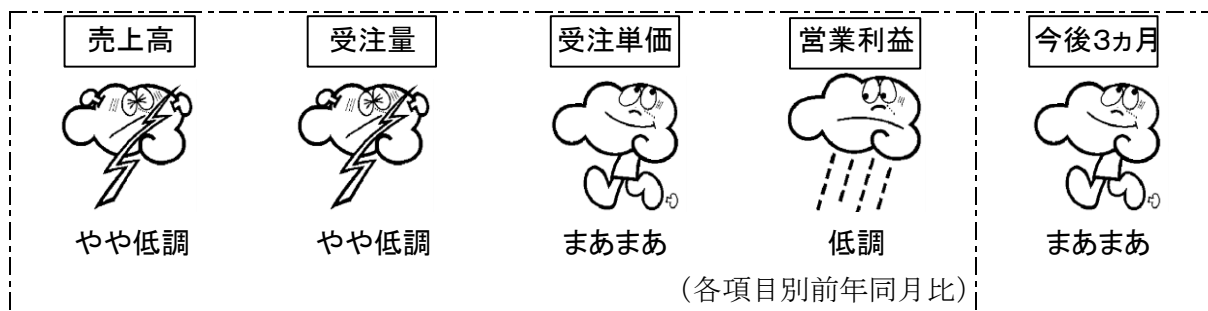 売上高 受注量 受注単価 営業利益 今後3ヵ月
やや低調 やや低調 まあまあ 低調 まあまあ
（各項目別前年同月比）